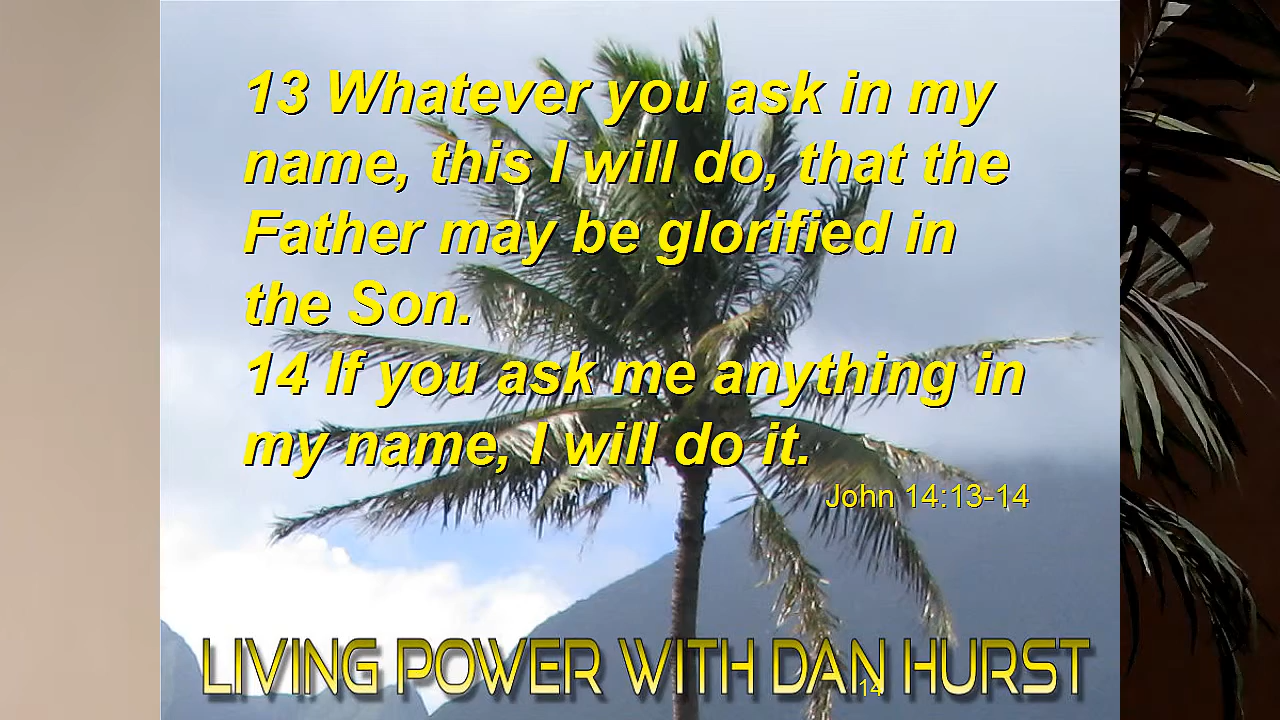 13 Whatever you ask in my
name, this I will do, that the
Father may be glorified in
the Son.
14 If you ask me anything in
my name, I will do it.
John 14:13-14
LIVING POWER WITH DAN HURST
14